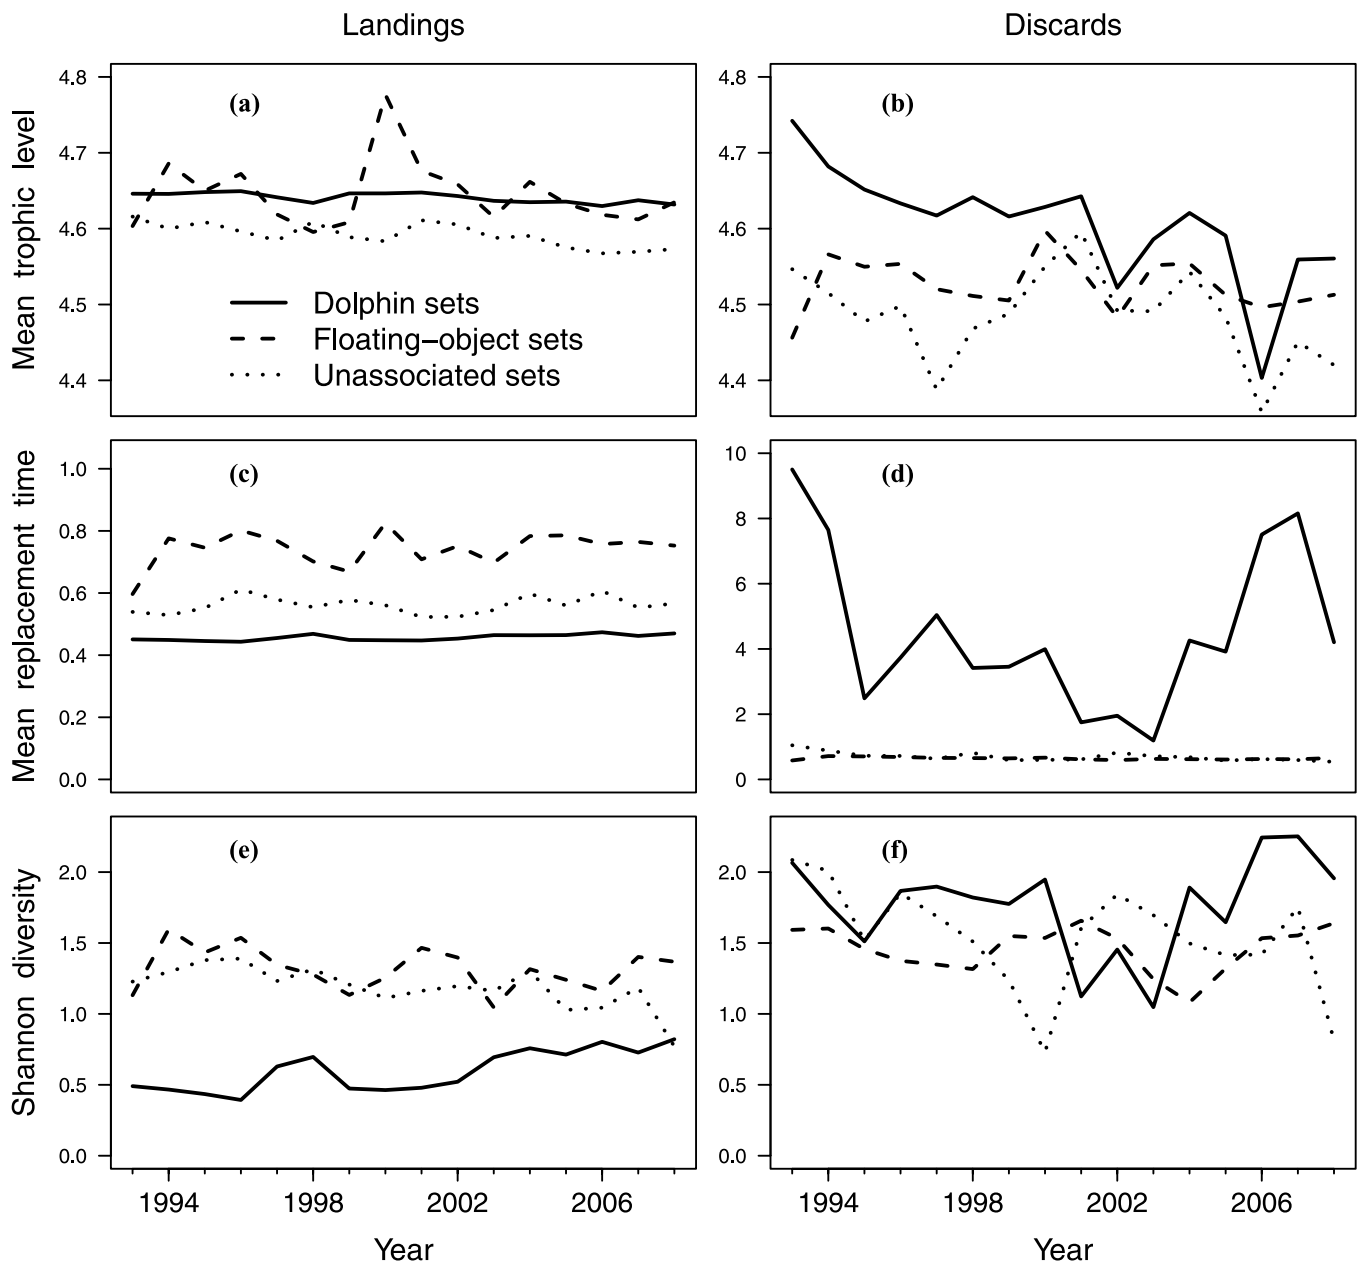 Landings
Discards
Mean trophic level
4.8
4.7
4.6
4.5
4.4
(a)
Dolphin sets
Floating−object sets
Unassociated sets
4.8
4.7
4.6
4.5
4.4
(b)
Mean replacement time
1.0
0.8
0.6
0.4
0.2
0.0
(c)
10
8
6
4
2
0
(d)
Shannon diversity
2.0
1.5
1.0
0.5
0.0
(e)
2.0
1.5
1.0
0.5
0.0
(f)
1994 1998 2002 2006
1994 1998 2002 2006
Year
Year